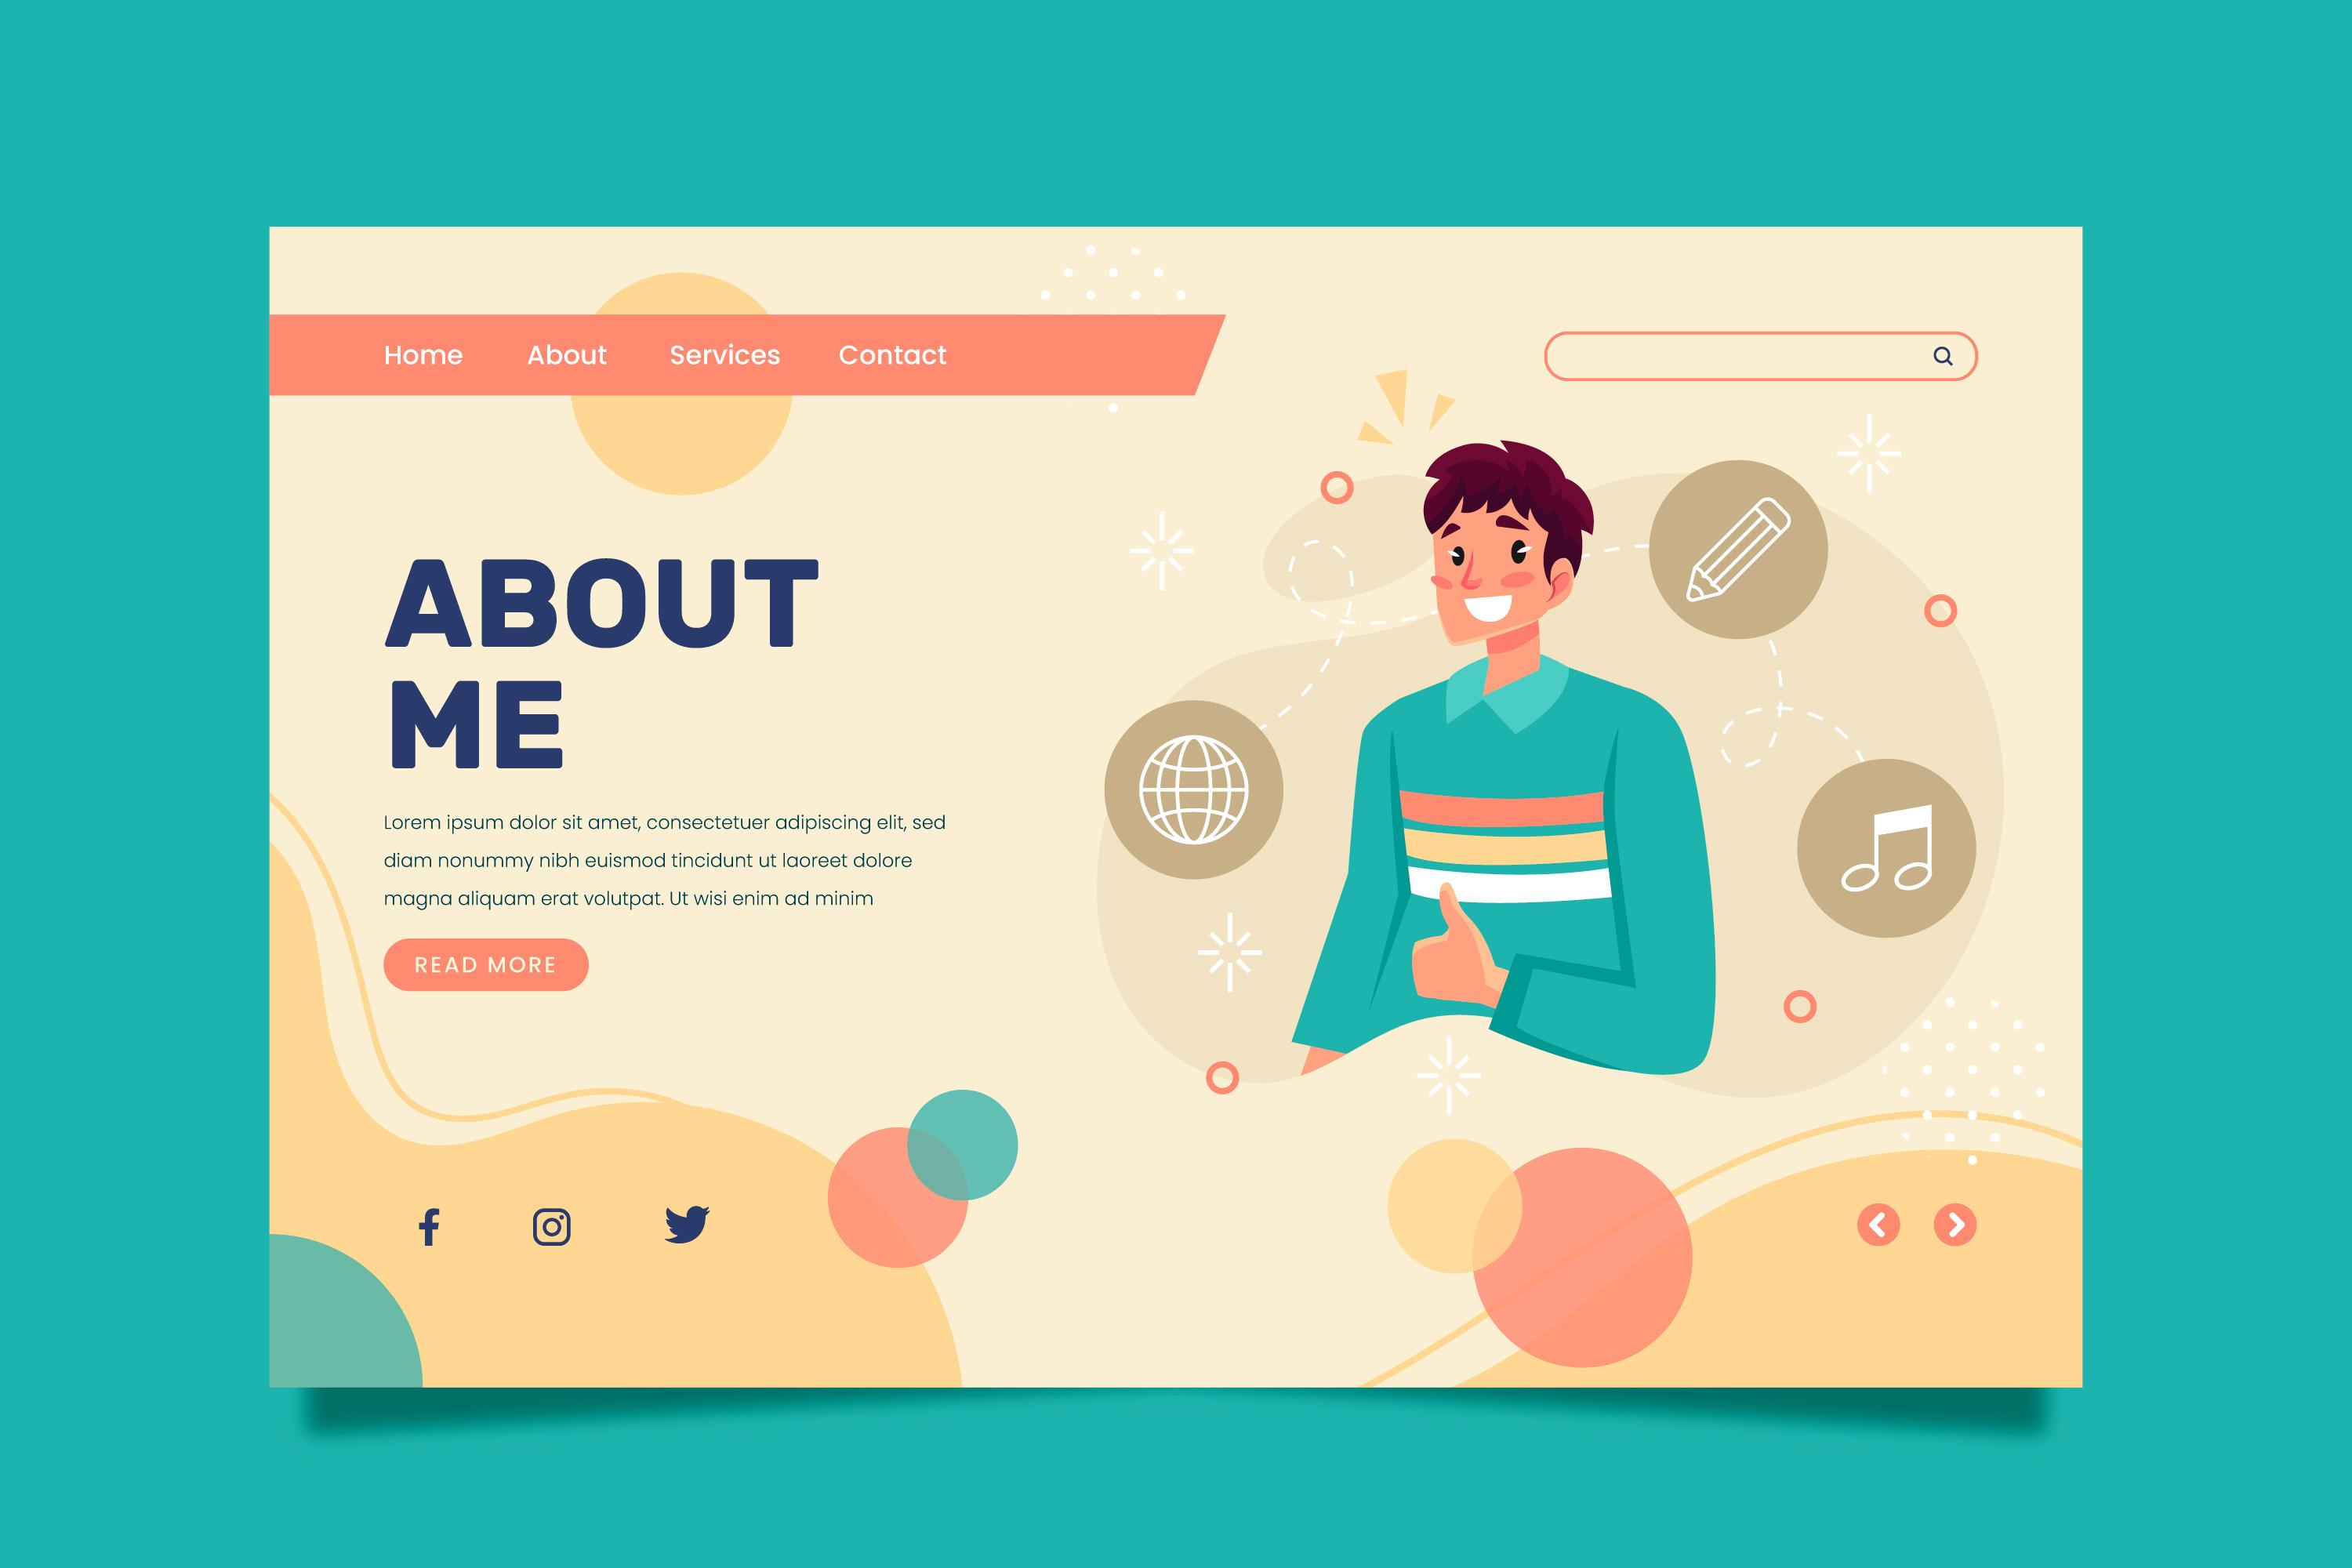 Home About Services Contact
ABOUT
ME
Lorem ipsum dolor sit amet, consectetuer adipiscing elit, sed
diam nonummy nibh euismod tincidunt ut laoreet dolore
magna aliquam erat volutpat. Ut wisi enim ad minim
READ MORE